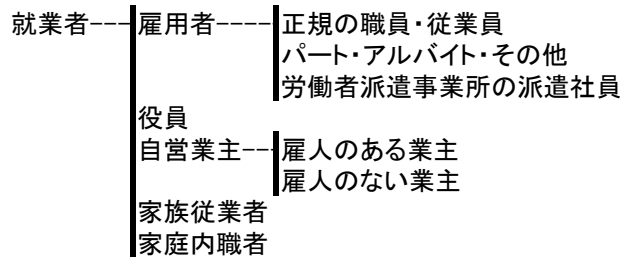 就業者---雇用者----正規の職員・従業員
パート・アルバイト・その他
労働者派遣事業所の派遣社員
役員
自営業主--雇人のある業主
雇人のない業主
家族従業者
家庭内職者